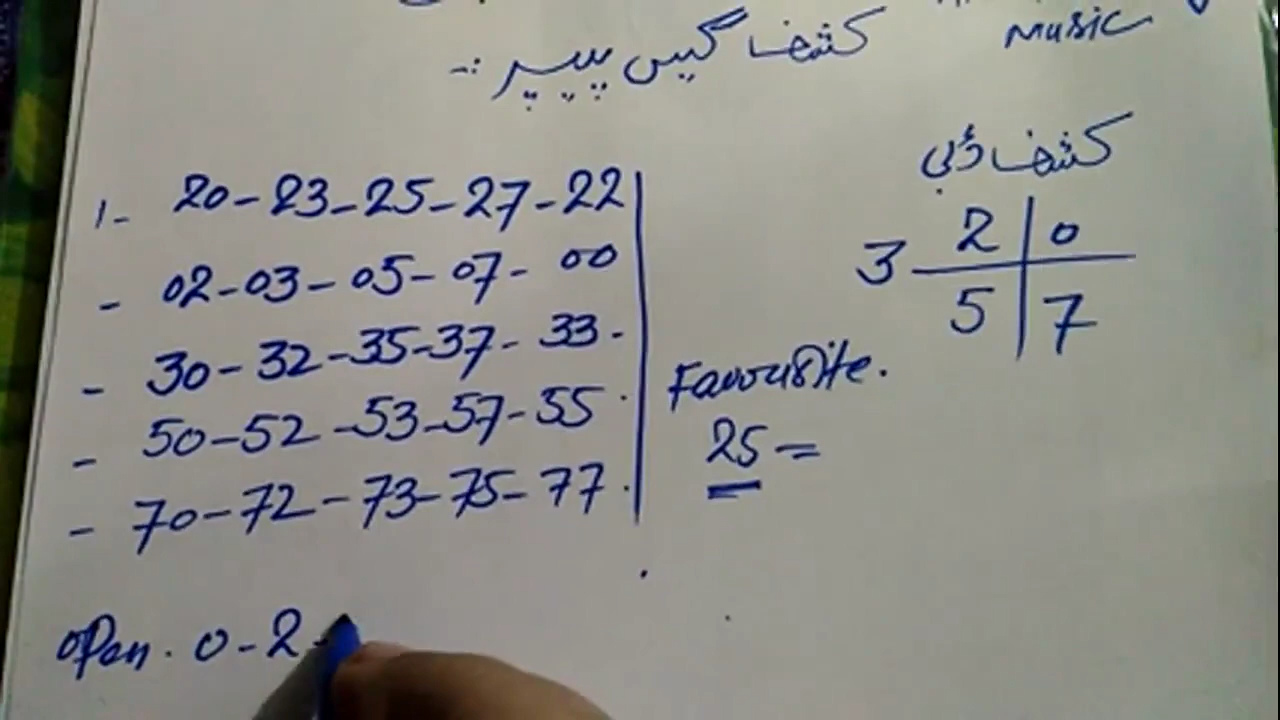 Music
کشف گیس پیپر :-
کشف ڈبی
2 0
3
5 7
1- 20-23-25-27-22
- 02-03-05-07-00
- 30-32-35-37-33-
- 50-52-53-57-55
- 70-72-73-75-77.
Favourite.
25=
oPen. 0-2-